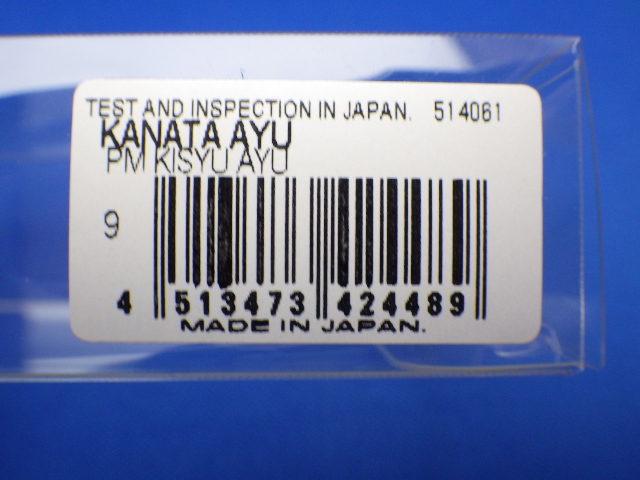 TEST AND INSPECTION IN JAPAN. 514061
KANATA AYU
PM KISYU AYU
9
4 513473 424489
MADE IN JAPAN.